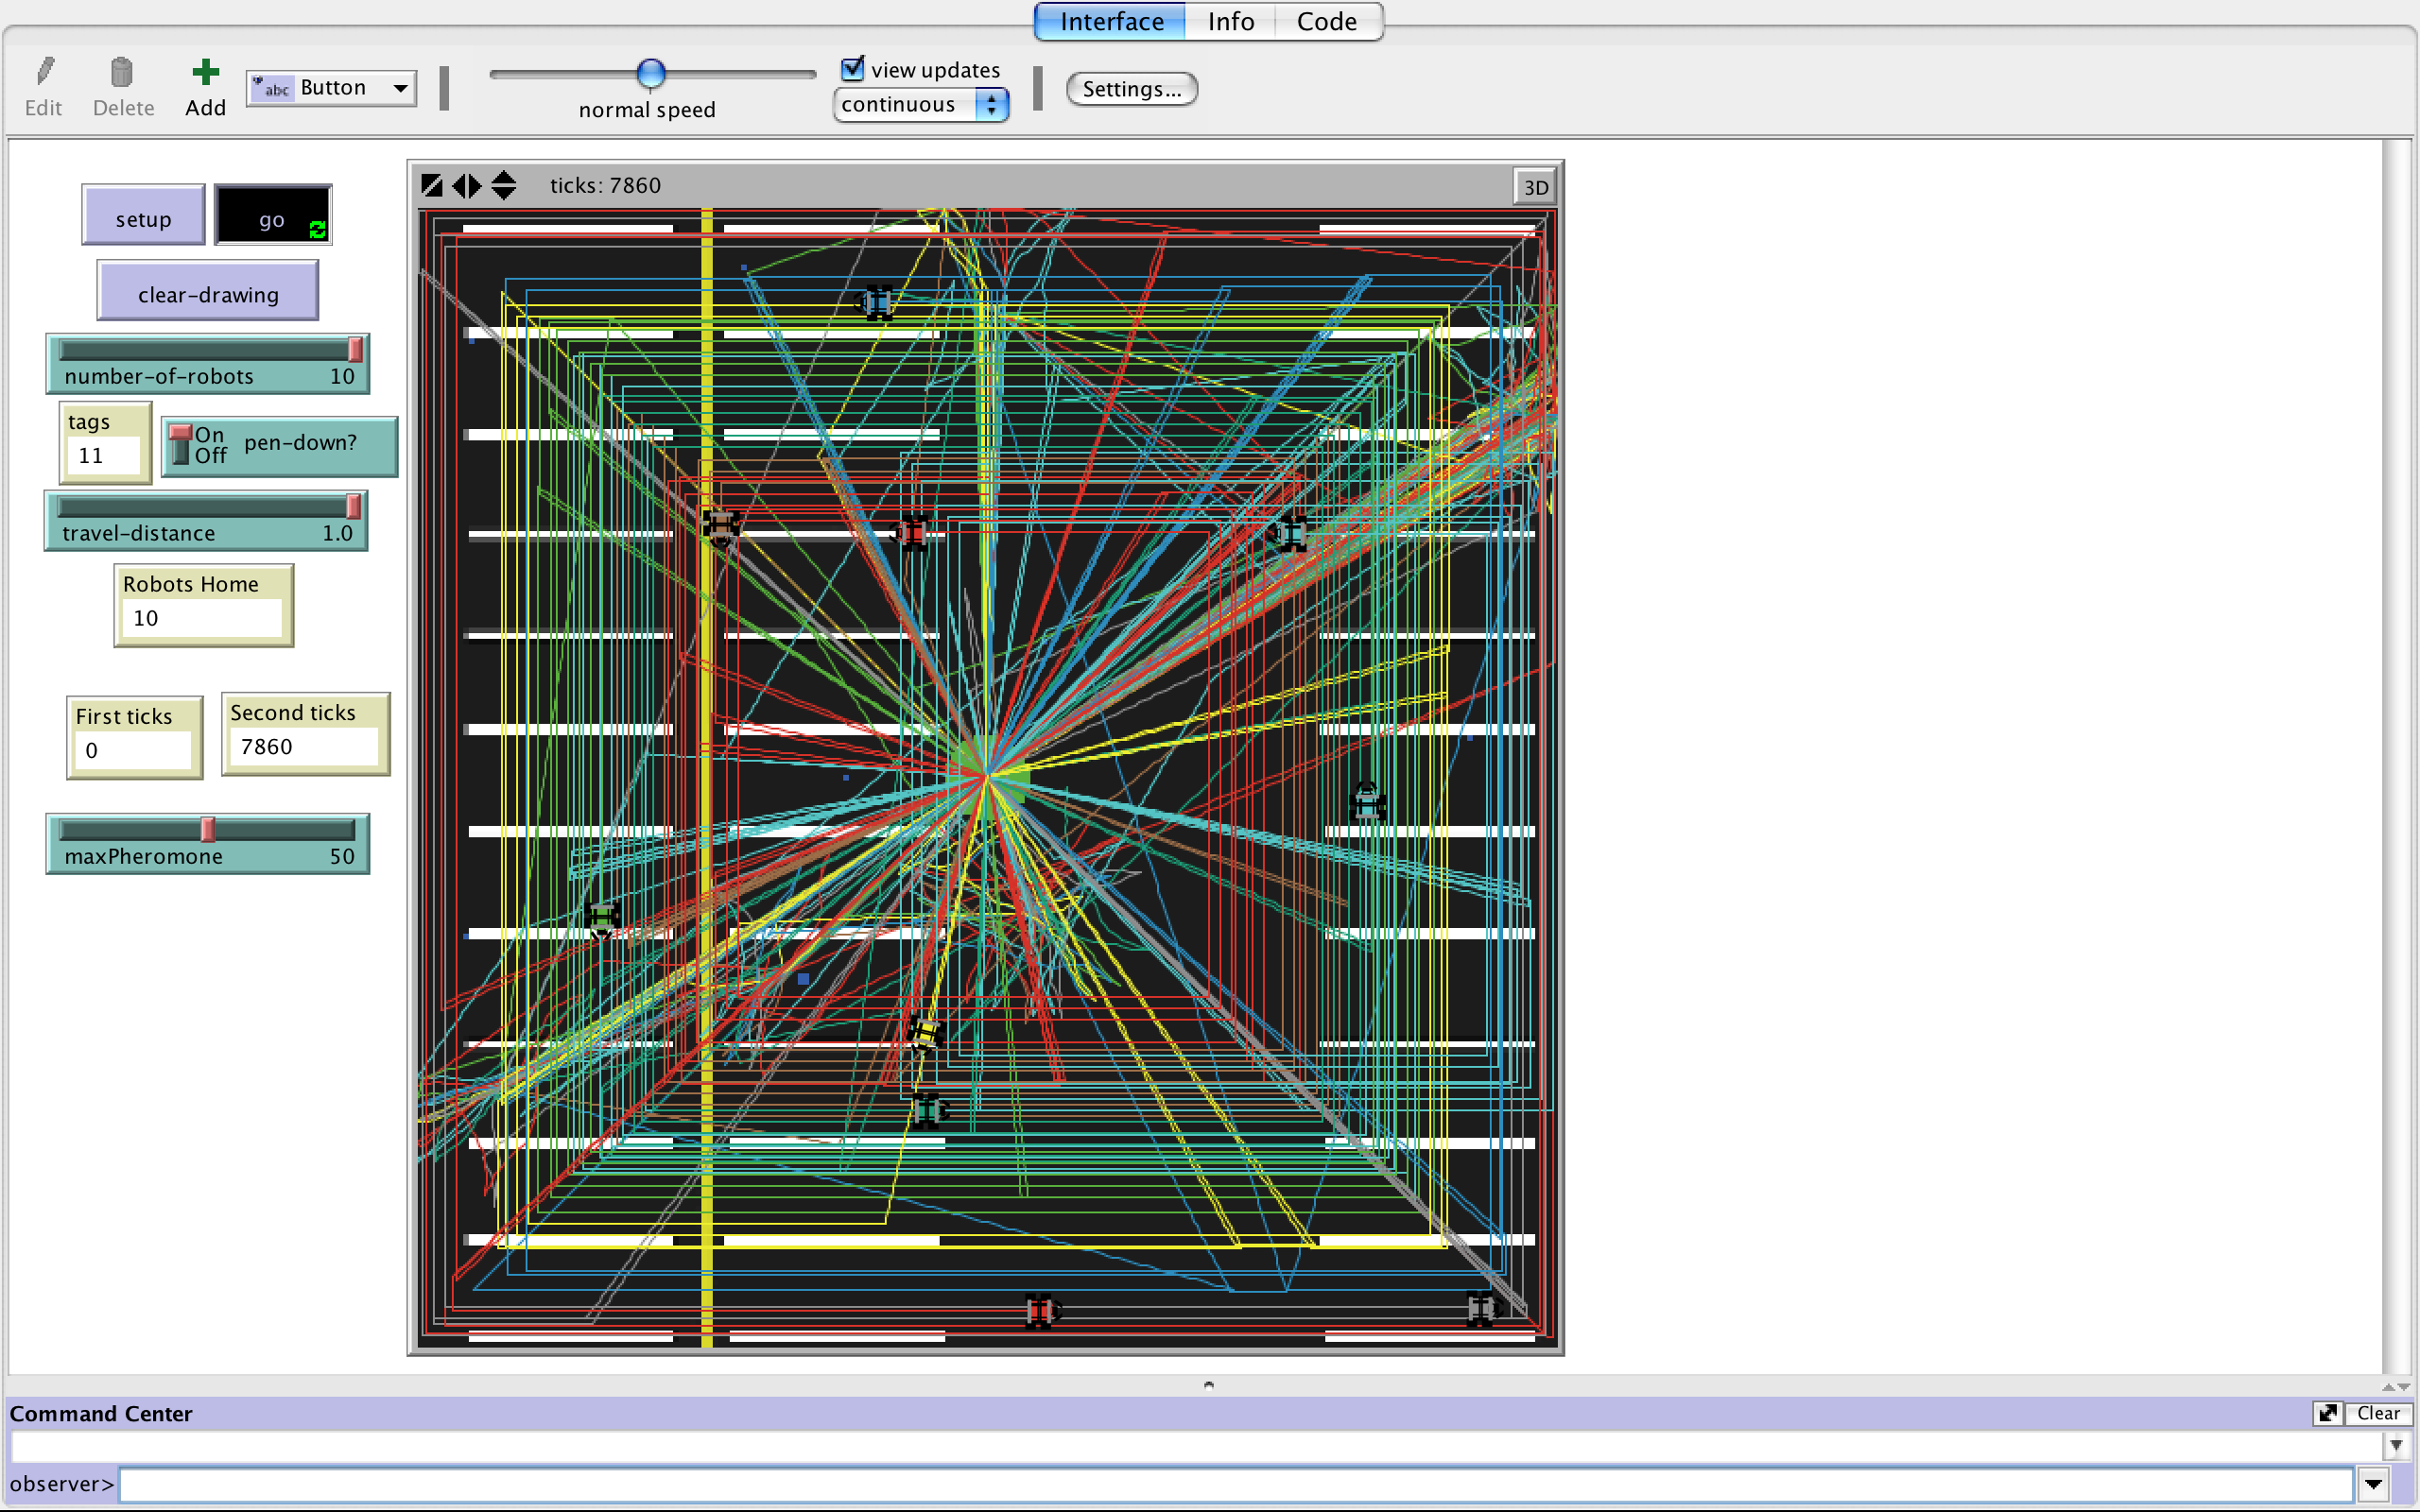 Interface Info Code
Edit Delete Add abc Button
normal speed
view updates
continuous
Settings...
ticks: 7860
3D
setup
go
clear-drawing
number-of-robots 10
tags
11
On
Off
pen-down?
travel-distance 1.0
Robots Home
10
First ticks
0
Second ticks
7860
maxPheromone 50
Command Center
Clear
observer>